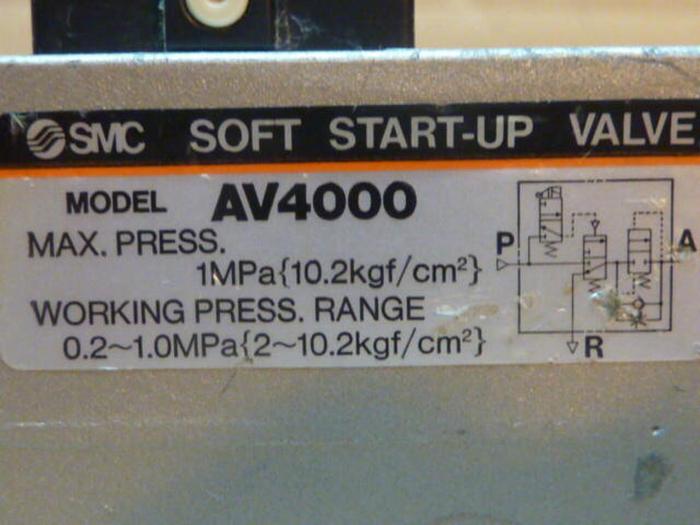 SMC SOFT START-UP VALVE
MODEL AV4000
MAX. PRESS.
1MPa{10.2kgf/cm²}
WORKING PRESS. RANGE
0.2~1.0MPa{2~10.2kgf/cm²}
P A
R